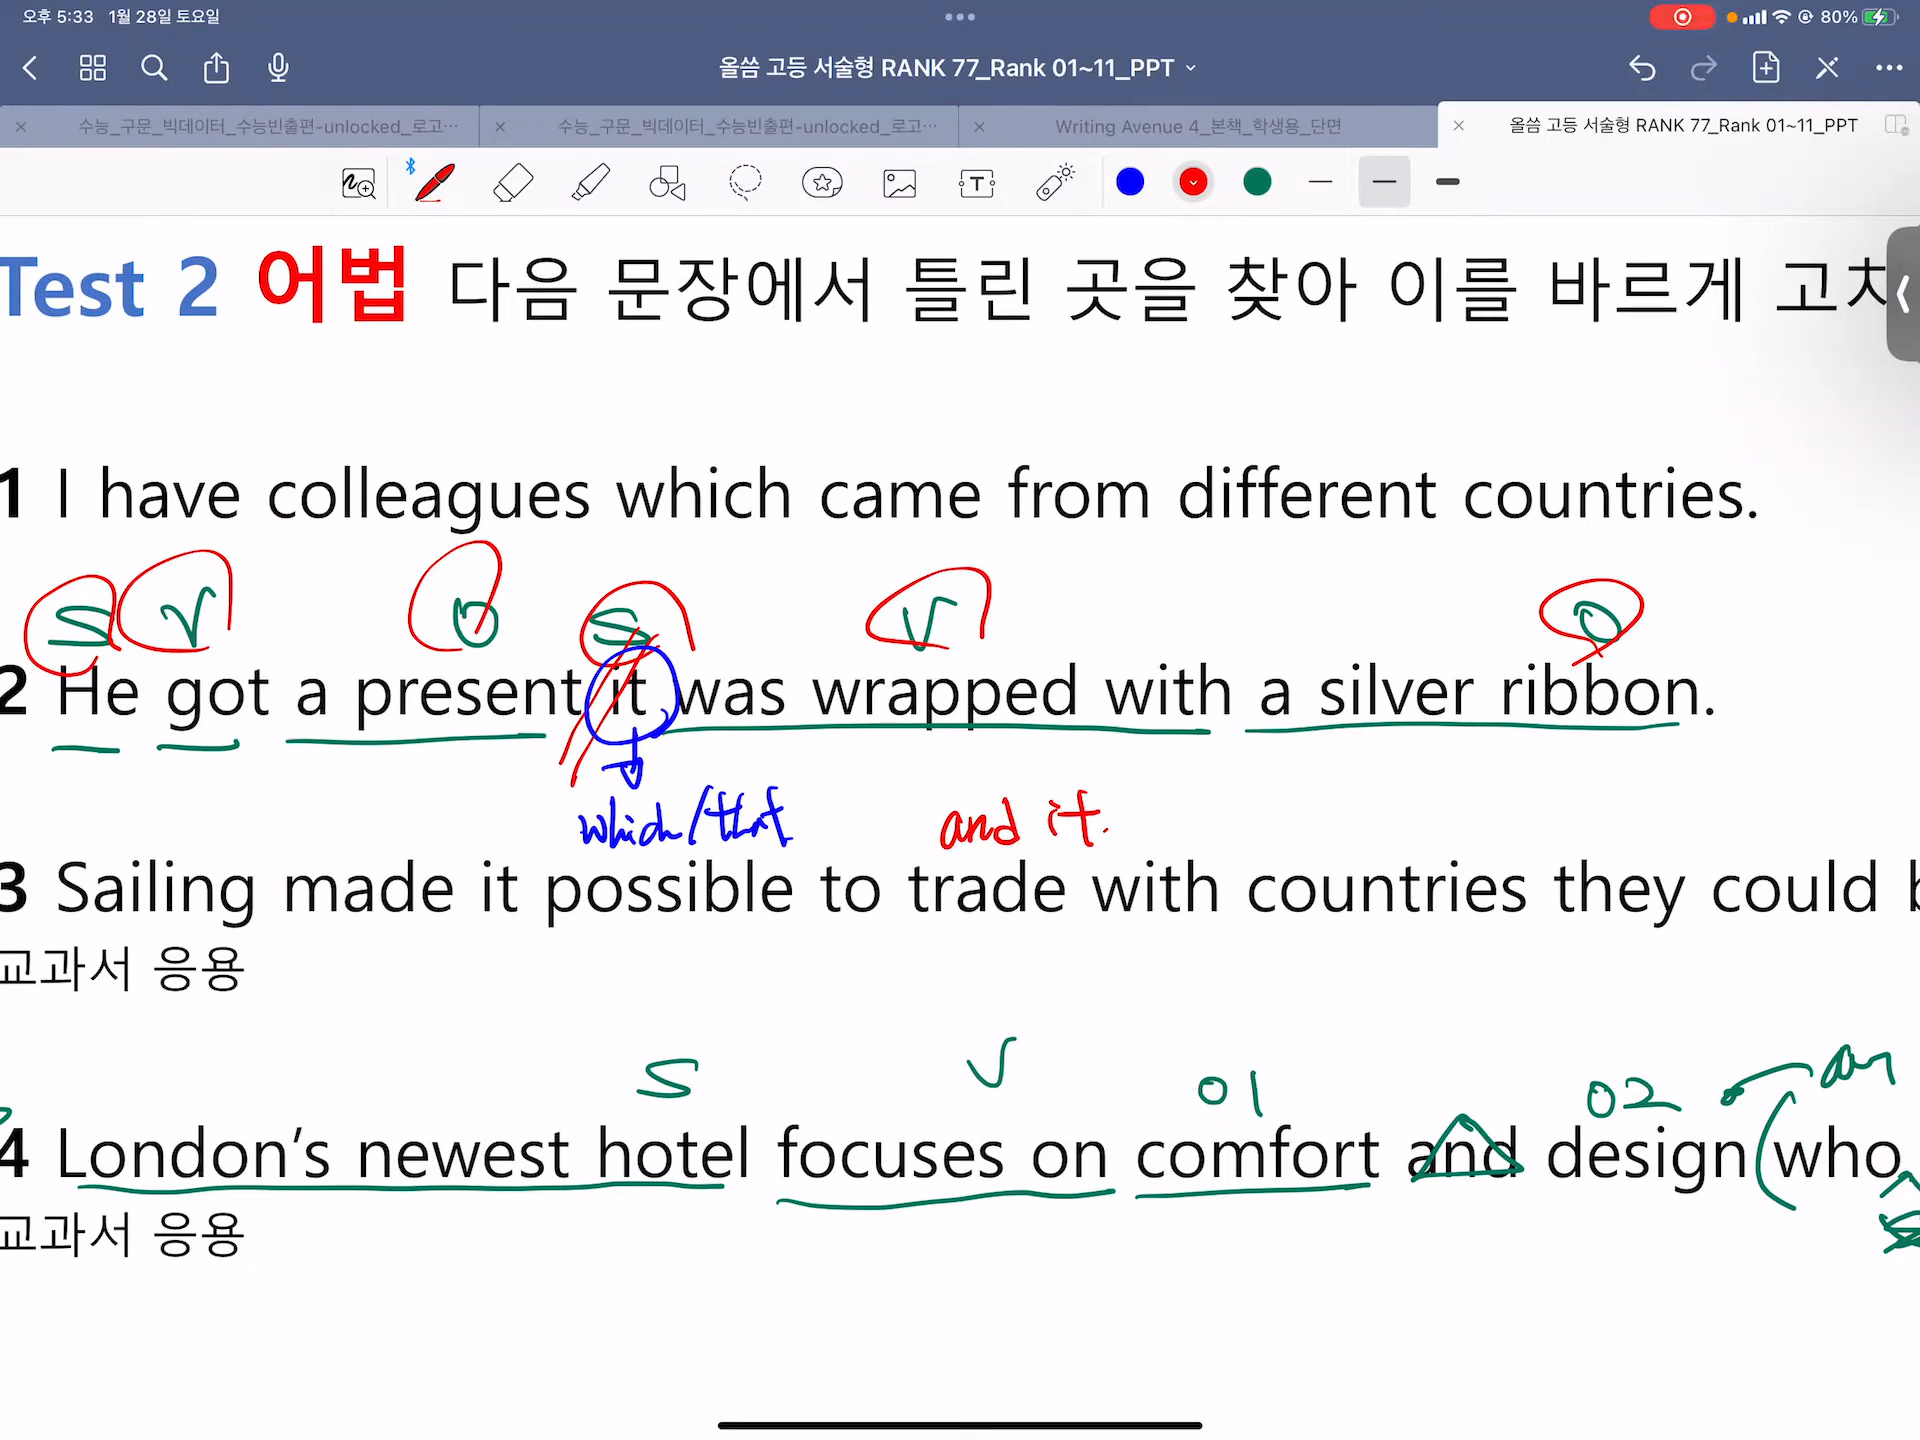 오후 5:33 1월 28일 토요일
80%
올씀 고등 서술형 RANK 77_Rank 01~11_PPT
수능_구문_빅데이터_수능빈출편-unlocked_로고…
수능_구문_빅데이터_수능빈출편-unlocked_로고…
Writing Avenue 4_본책_학생용_단면
올씀 고등 서술형 RANK 77_Rank 01~11_PPT
Test 2 어법 다음 문장에서 틀린 곳을 찾아 이를 바르게 고치
1 I have colleagues which came from different countries.
S V O S V O
2 He got a present it was wrapped with a silver ribbon.
which/that and it.
3 Sailing made it possible to trade with countries they could b
교과서 응용
S V O1 O2
4 London’s newest hotel focuses on comfort and design (who
교과서 응용